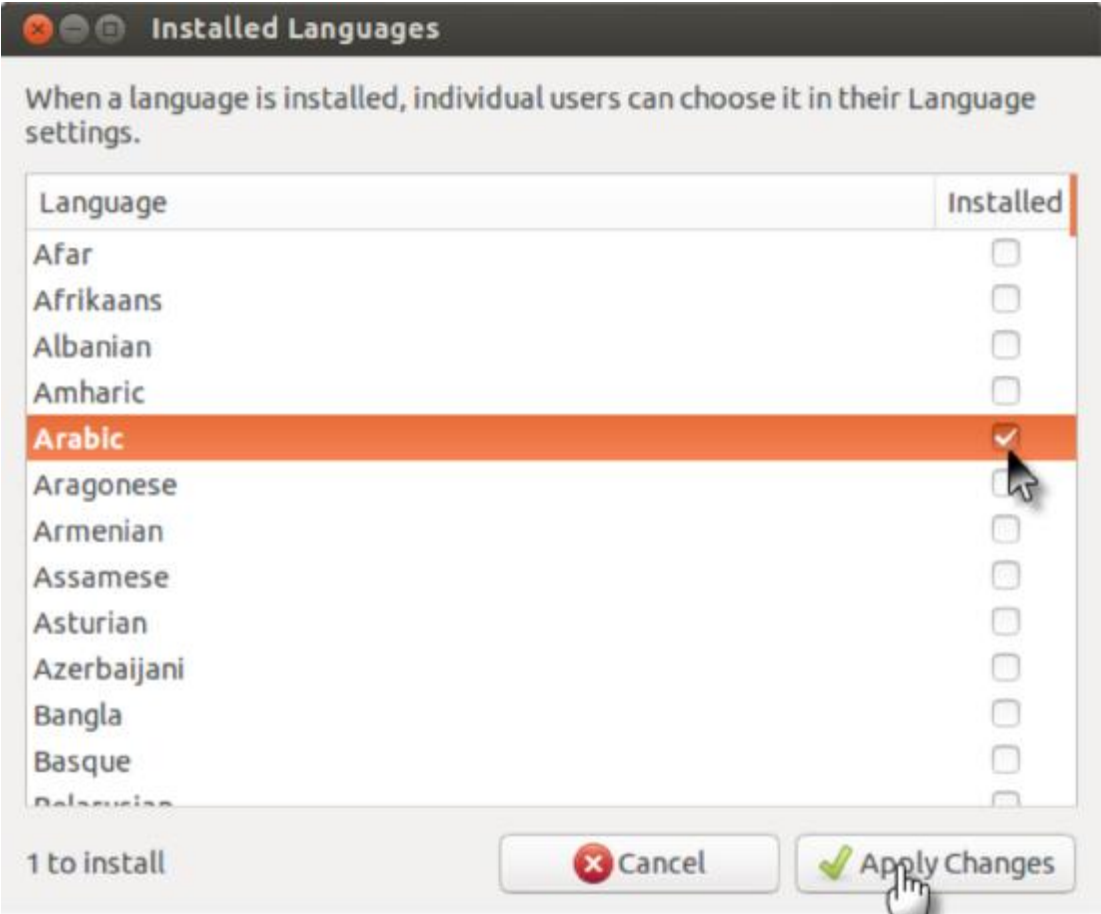 Installed Languages
When a language is installed, individual users can choose it in their Language
settings.
Language Installed
Afar
Afrikaans
Albanian
Amharic
Arabic
Aragonese
Armenian
Assamese
Asturian
Azerbaijani
Bangla
Basque
Belarusian
1 to install Cancel Apply Changes